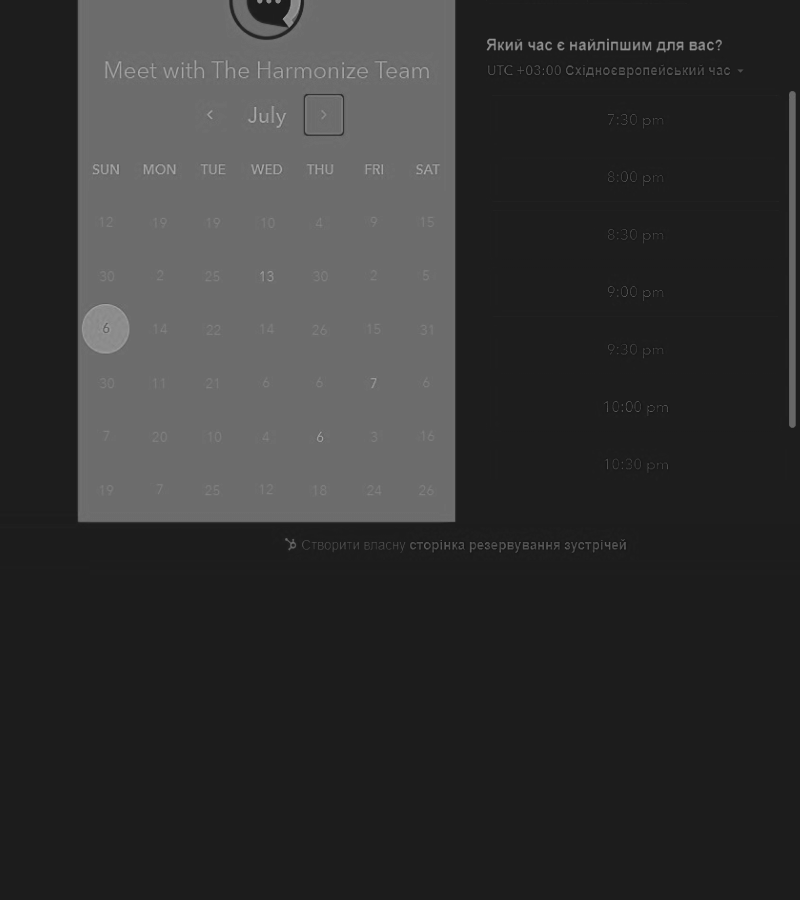 Meet with The Harmonize Team
July
SUN MON TUE WED THU FRI SAT
12 19 19 10 4 9 15
30 2 25 13 30 2 5
6 14 22 14 26 15 31
30 11 21 6 6 7 6
7 20 10 4 6 3 16
19 7 25 12 18 24 26
Який час є найліпшим для вас?
UTC +03:00 Східноєвропейський час
7:30 pm
8:00 pm
8:30 pm
9:00 pm
9:30 pm
10:00 pm
10:30 pm
Створити власну сторінка резервування зустрічей